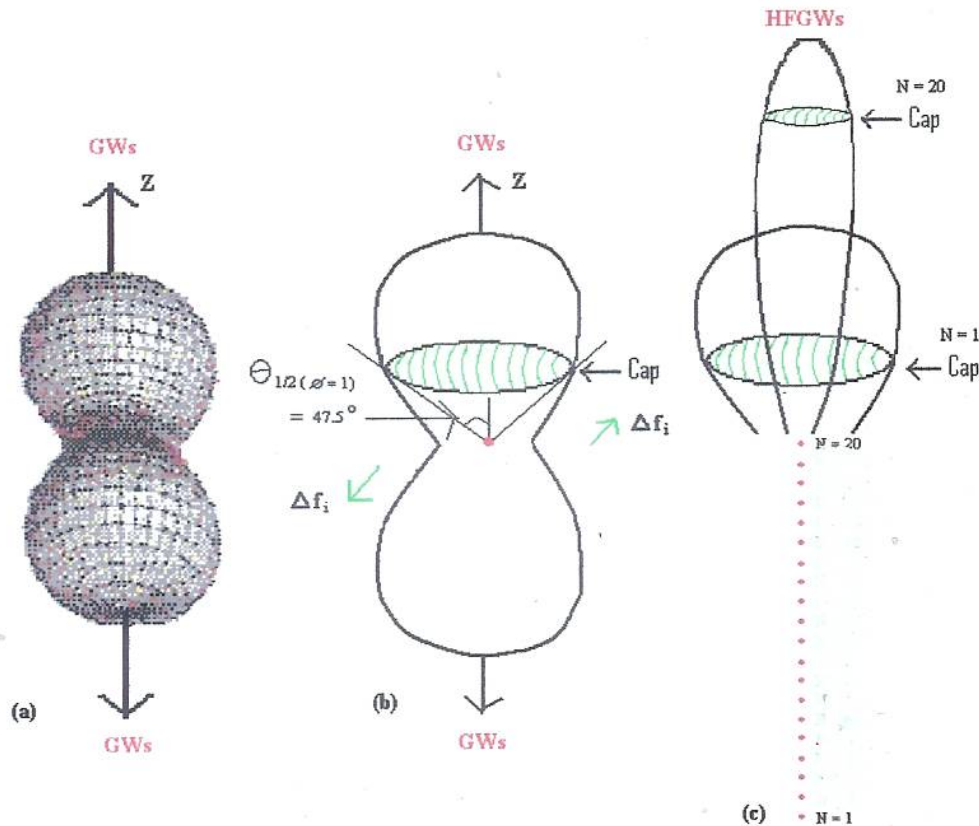 GWs
Z
GWs
(a)
GWs
Z
Θ1/2 (ø=1)
= 47.5°
Cap
Δfi
Δfi
GWs
(b)
HFGWs
N = 20
Cap
N = 1
Cap
N = 20
N = 1
(c)